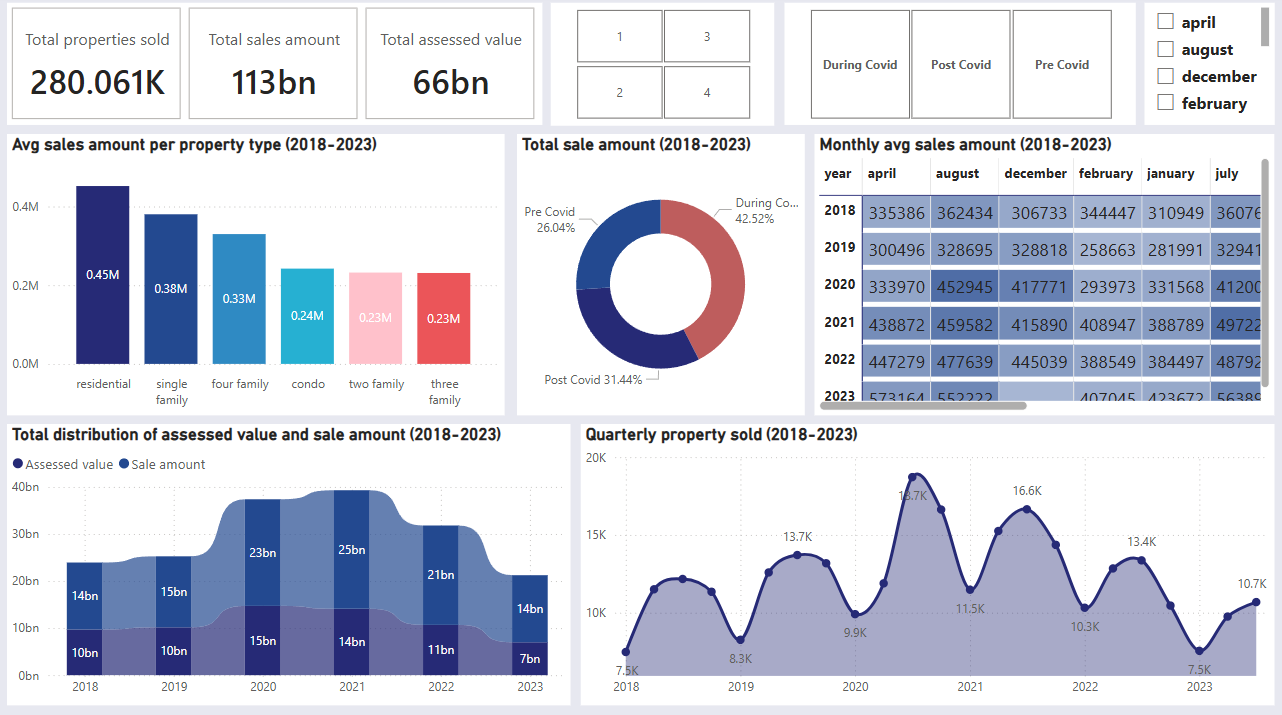 Total properties sold
280.061K
Total sales amount
113bn
Total assessed value
66bn
1
3
2
4
During Covid
Post Covid
Pre Covid
april
august
december
february
Avg sales amount per property type (2018-2023)
0.4M
0.2M
0.0M
0.45M
0.38M
0.33M
0.24M
0.23M
0.23M
residential
single
family
four family
condo
two family
three
family
Total sale amount (2018-2023)
Pre Covid
26.04%
During Co...
42.52%
Post Covid 31.44%
Monthly avg sales amount (2018-2023)
year april august december february january july
2018 335386 362434 306733 344447 310949 36076
2019 300496 328695 328818 258663 281991 32941
2020 333970 452945 417771 293973 331568 41200
2021 438872 459582 415890 408947 388789 49722
2022 447279 477639 445039 388549 384497 48792
2023 573164 552222 407045 423672 56389
Total distribution of assessed value and sale amount (2018-2023)
Assessed value Sale amount
40bn
30bn
20bn
10bn
0bn
14bn
15bn
23bn
25bn
21bn
14bn
10bn
10bn
15bn
14bn
11bn
7bn
2018 2019 2020 2021 2022 2023
Quarterly property sold (2018-2023)
20K
15K
10K
7.5K
13.7K
8.3K
9.9K
18.7K
11.5K
16.6K
10.3K
13.4K
7.5K
10.7K
2018 2019 2020 2021 2022 2023